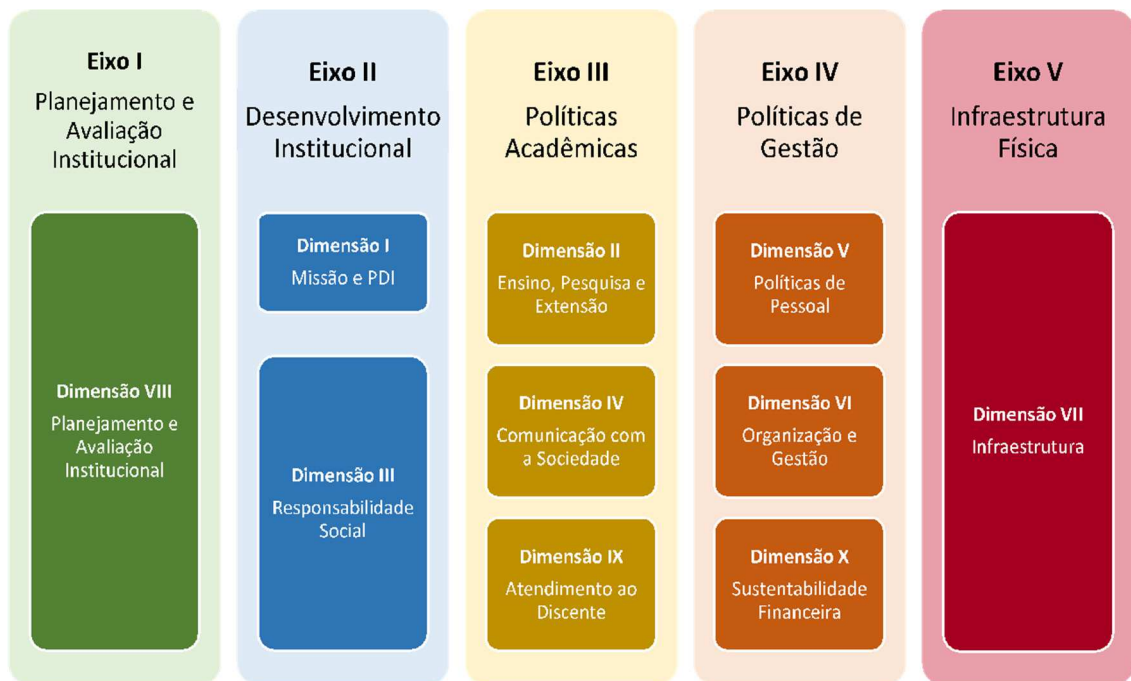 Eixo I
Planejamento e
Avaliação
Institucional
Dimensão VIII
Planejamento e
Avaliação
Institucional
Eixo II
Desenvolvimento
Institucional
Dimensão I
Missão e PDI
Dimensão III
Responsabilidade
Social
Eixo III
Políticas
Acadêmicas
Dimensão II
Ensino, Pesquisa e
Extensão
Dimensão IV
Comunicação com
a Sociedade
Dimensão IX
Atendimento ao
Discente
Eixo IV
Políticas de
Gestão
Dimensão V
Políticas de
Pessoal
Dimensão VI
Organização e
Gestão
Dimensão X
Sustentabilidade
Financeira
Eixo V
Infraestrutura
Física
Dimensão VII
Infraestrutura